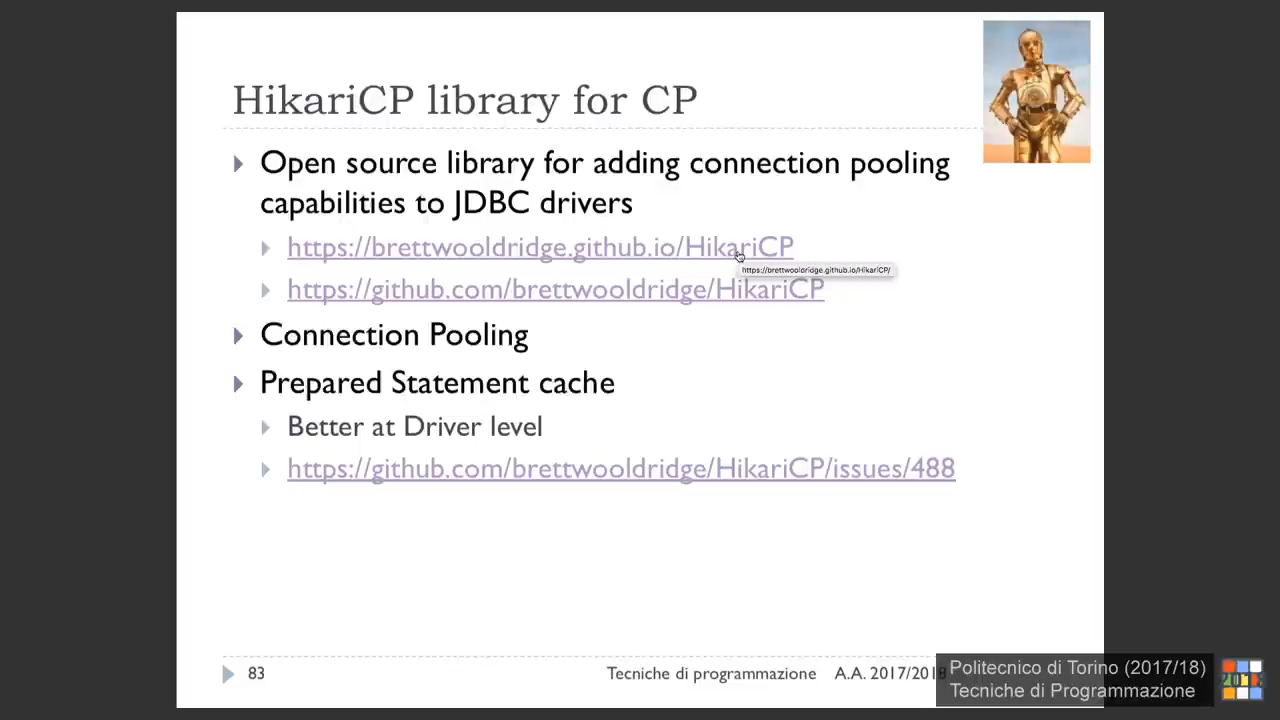 HikariCP library for CP
Open source library for adding connection pooling
capabilities to JDBC drivers
https://brettwooldridge.github.io/HikariCP
https://brettwooldridge.github.io/HikariCP/
https://github.com/brettwooldridge/HikariCP
Connection Pooling
Prepared Statement cache
Better at Driver level
https://github.com/brettwooldridge/HikariCP/issues/488
83
Tecniche di programmazione A.A. 2017/2018
Politecnico di Torino (2017/18)
Tecniche di Programmazione